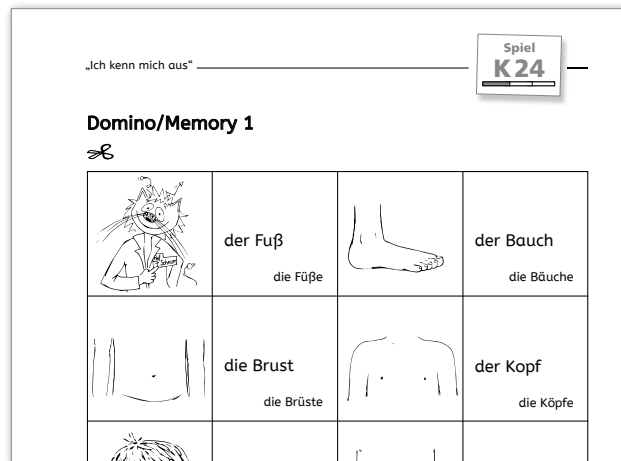 „Ich kenn mich aus“
Spiel
K 24
Domino/Memory 1
der Fuß
die Füße
der Bauch
die Bäuche
die Brust
die Brüste
der Kopf
die Köpfe